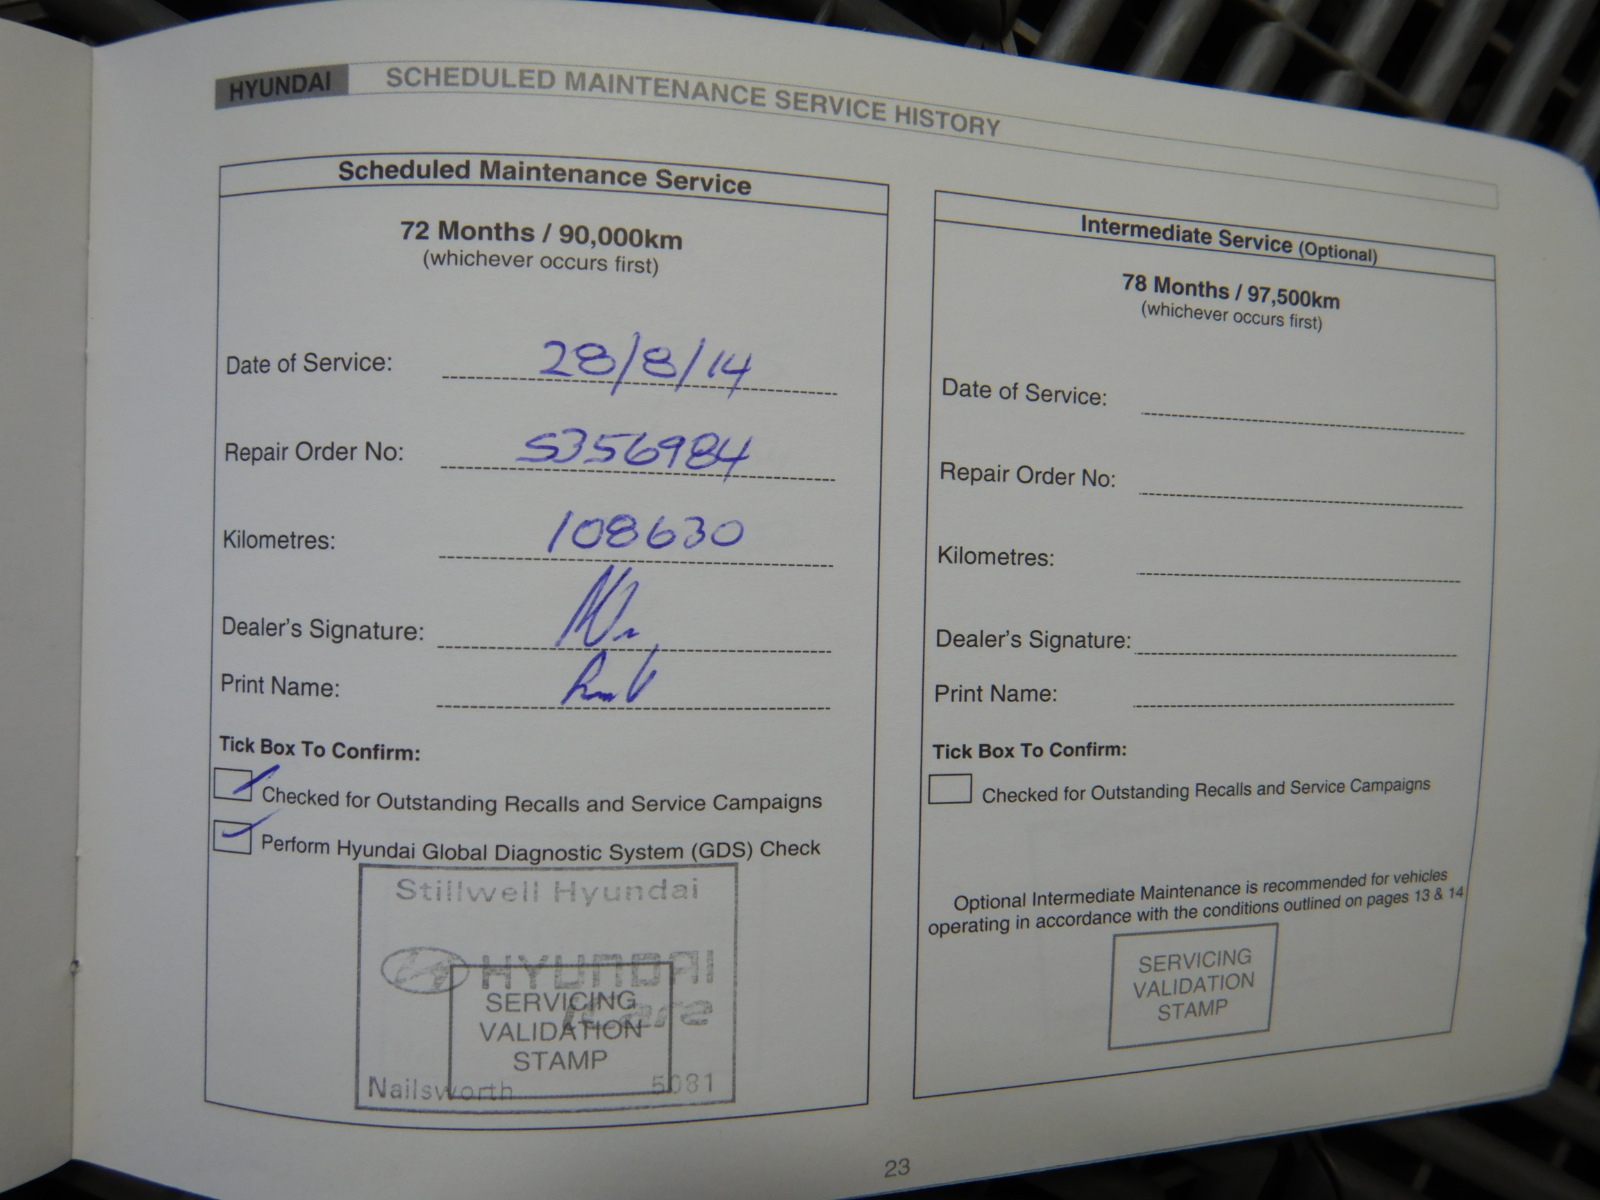 HYUNDAI SCHEDULED MAINTENANCE SERVICE HISTORY
Scheduled Maintenance Service
72 Months / 90,000km
(whichever occurs first)
Date of Service: 28/8/14
Repair Order No: S356984
Kilometres: 108630
Dealer's Signature:
Print Name:
Tick Box To Confirm:
Checked for Outstanding Recalls and Service Campaigns
Perform Hyundai Global Diagnostic System (GDS) Check
Stillwell Hyundai
HYUNDAI
iCare
SERVICING
VALIDATION
STAMP
Nailsworth 5081
Intermediate Service (Optional)
78 Months / 97,500km
(whichever occurs first)
Date of Service:
Repair Order No:
Kilometres:
Dealer's Signature:
Print Name:
Tick Box To Confirm:
Checked for Outstanding Recalls and Service Campaigns
Optional Intermediate Maintenance is recommended for vehicles
operating in accordance with the conditions outlined on pages 13 & 14
SERVICING
VALIDATION
STAMP
23